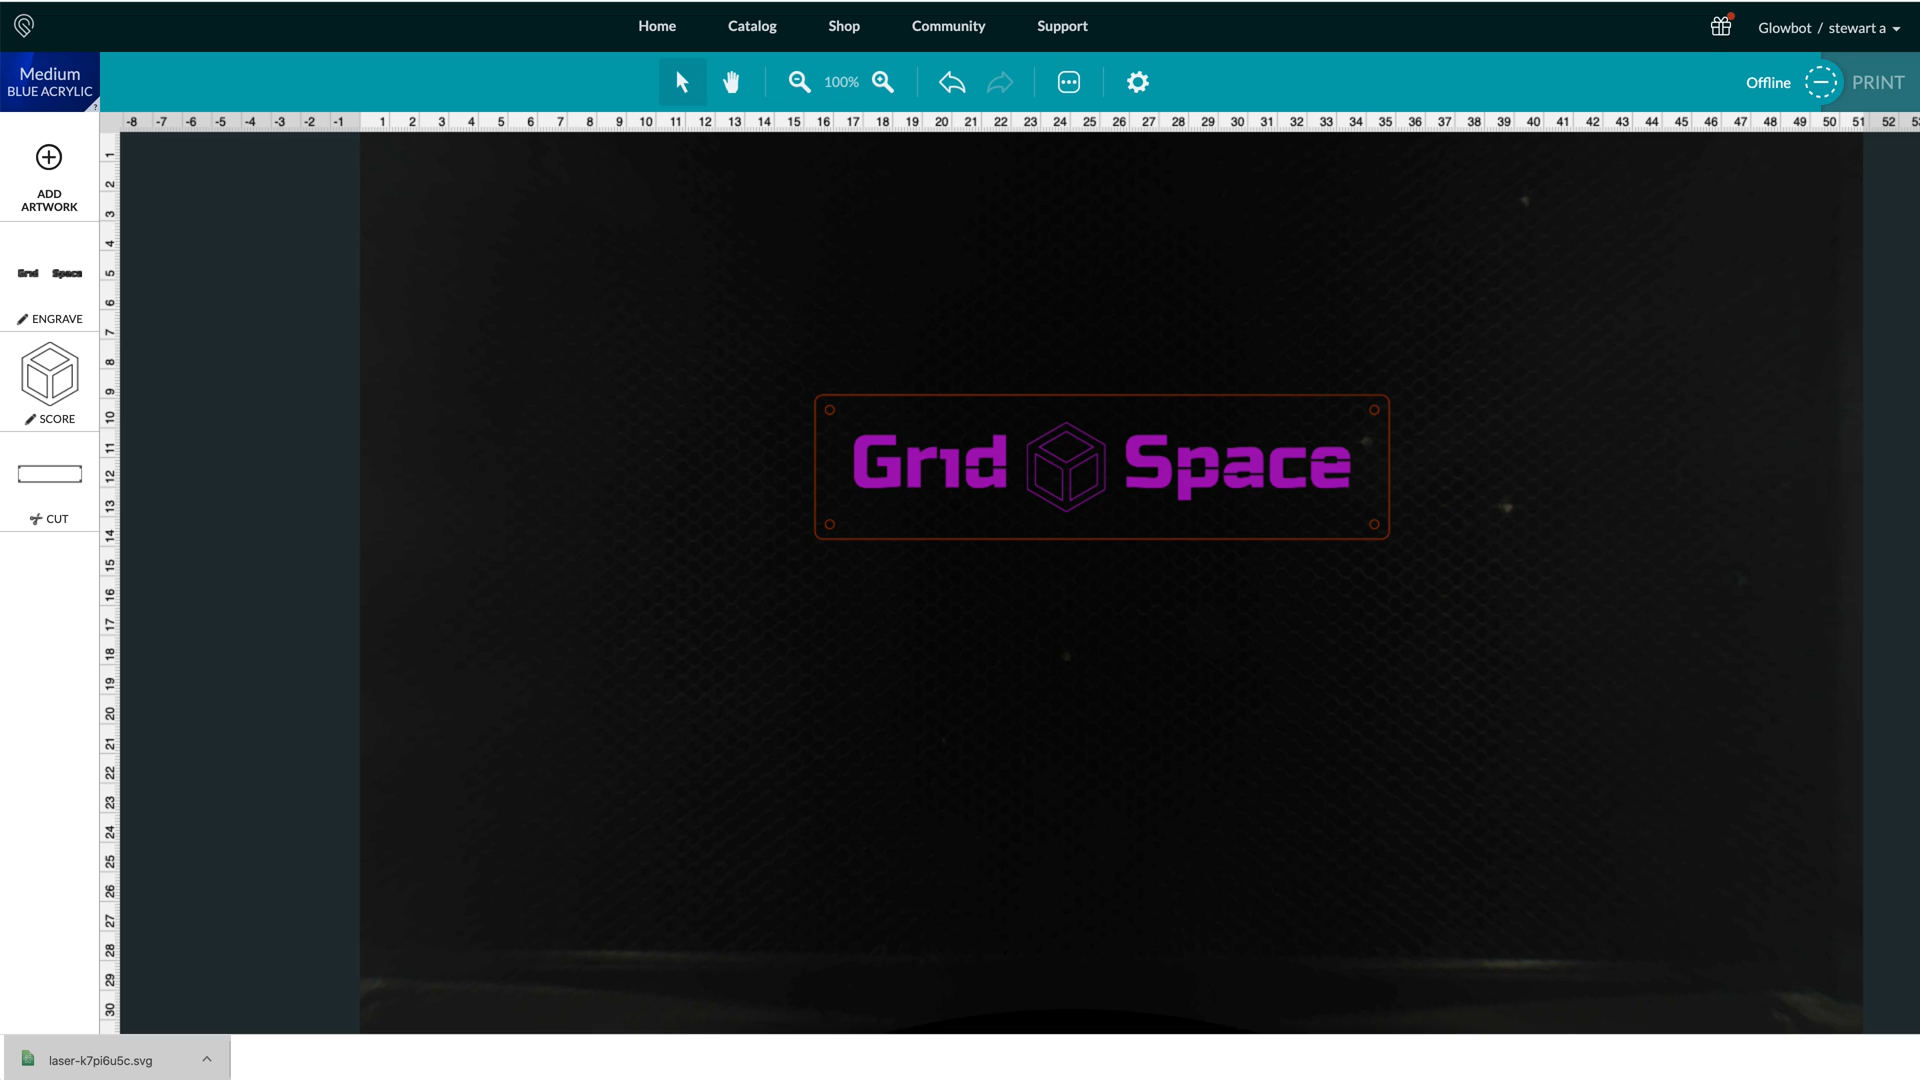 Home Catalog Shop Community Support
Glowbot / stewart a
Medium
BLUE ACRYLIC
?
100%
Offline
PRINT
-8 -7 -6 -5 -4 -3 -2 -1 1 2 3 4 5 6 7 8 9 10 11 12 13 14 15 16 17 18 19 20 21 22 23 24 25 26 27 28 29 30 31 32 33 34 35 36 37 38 39 40 41 42 43 44 45 46 47 48 49 50 51 52
1
2
3
4
5
6
7
8
9
10
11
12
13
14
15
16
17
18
19
20
21
22
23
24
25
26
27
28
29
30
ADD
ARTWORK
Grid Space
ENGRAVE
SCORE
CUT
Grid Space
laser-k7pi6u5c.svg